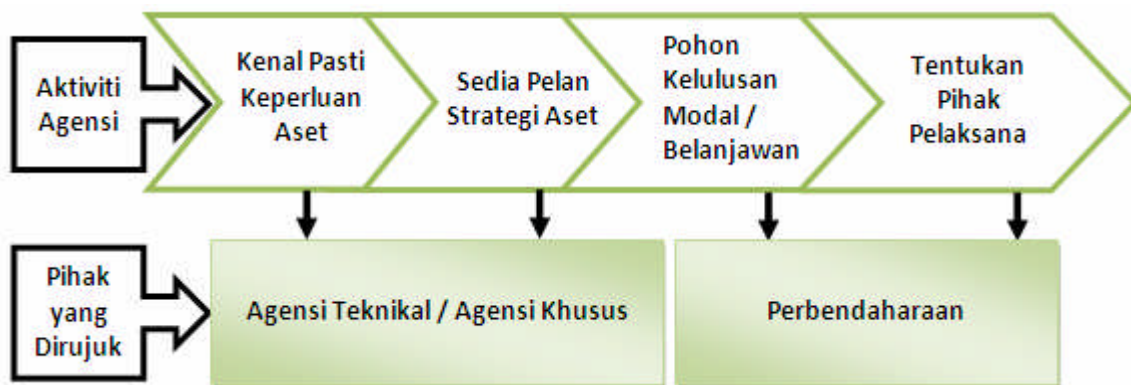 Aktiviti
Agensi
Kenal Pasti
Keperluan
Aset
Sedia Pelan
Strategi Aset
Pohon
Kelulusan
Modal /
Belanjawan
Tentukan
Pihak
Pelaksana
Pihak
yang
Dirujuk
Agensi Teknikal / Agensi Khusus
Perbendaharaan